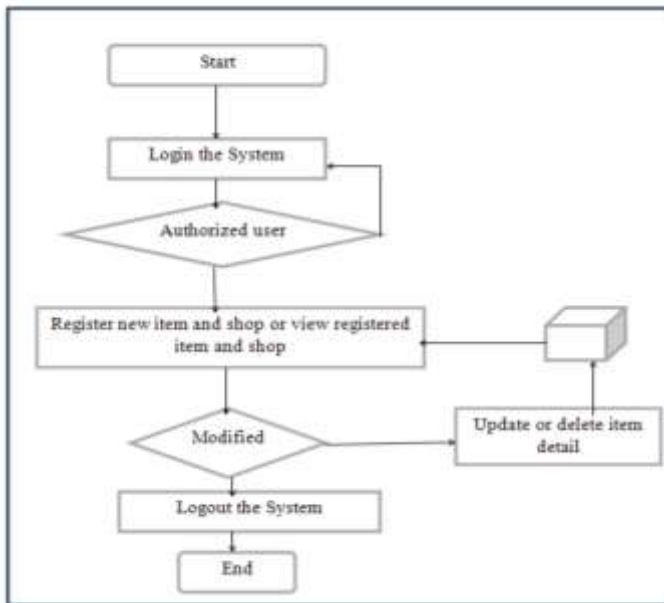 Start
Login the System
Authorized user
Register new item and shop or view registered
item and shop
Modified
Update or delete item
detail
Logout the System
End